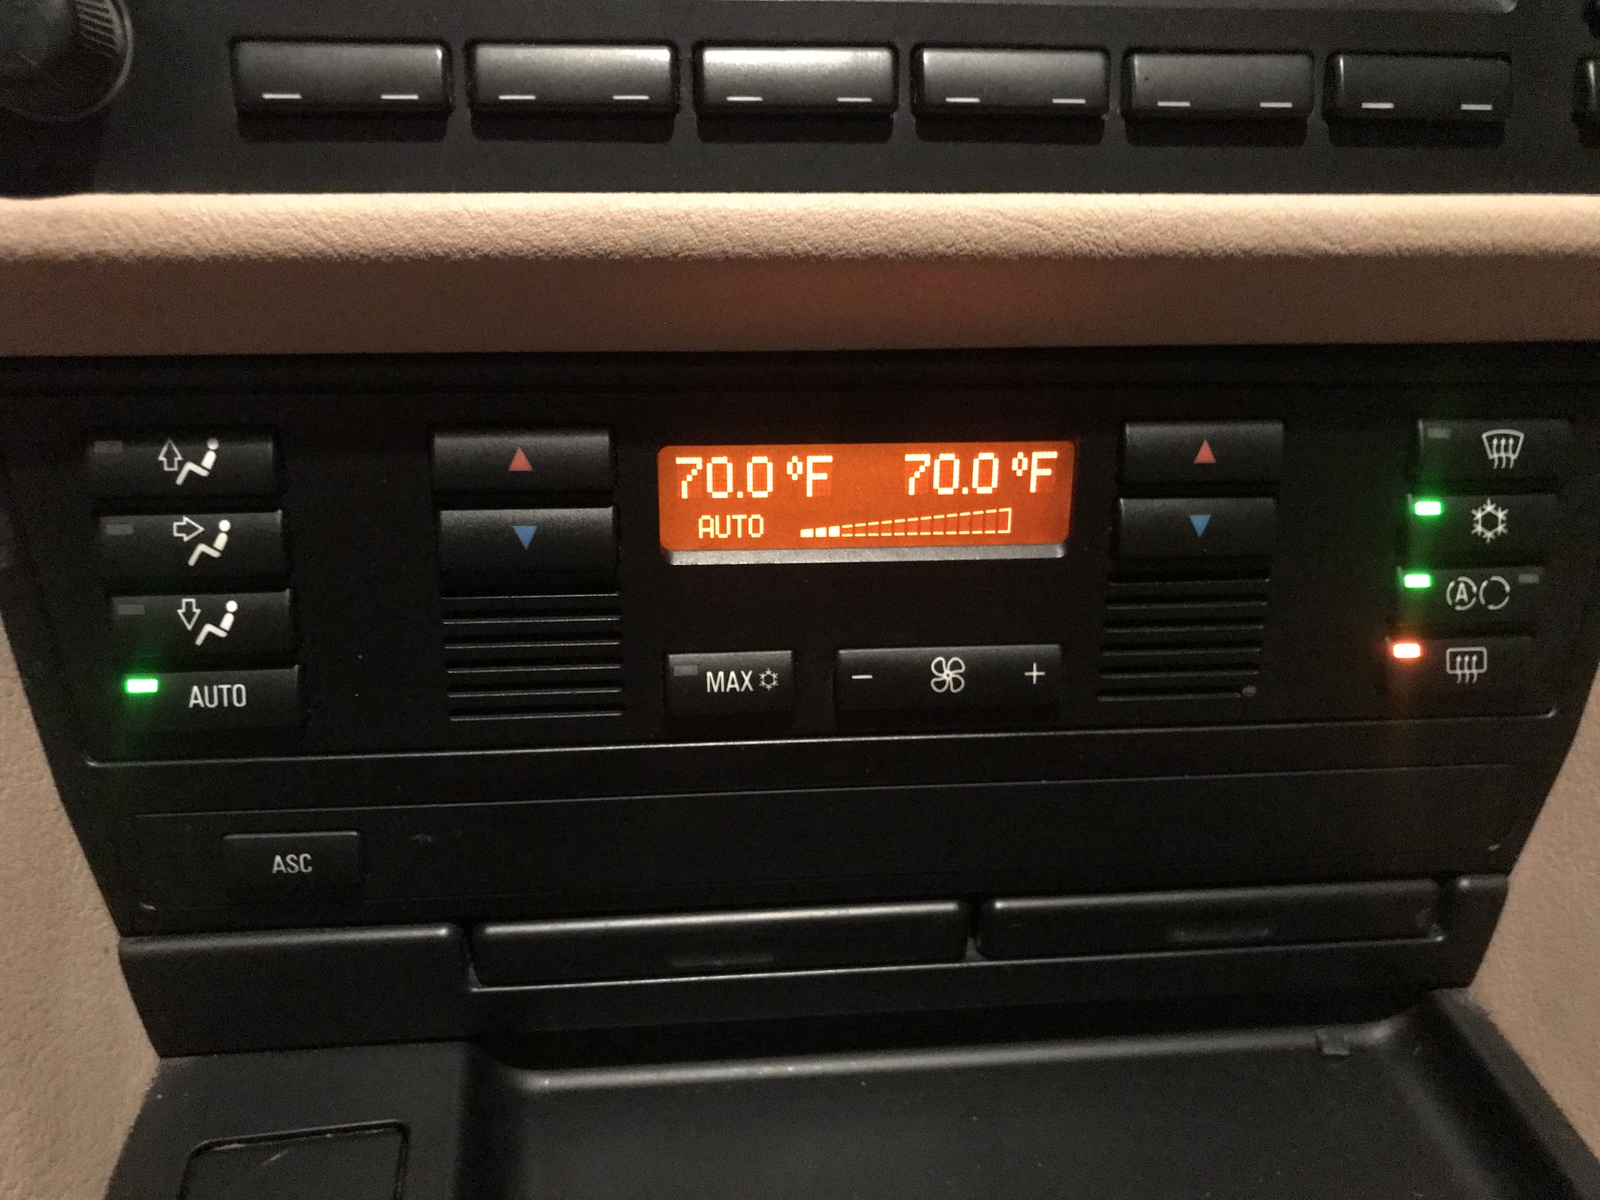 70.0 °F 70.0 °F
AUTO
AUTO
MAX
- +
A
ASC